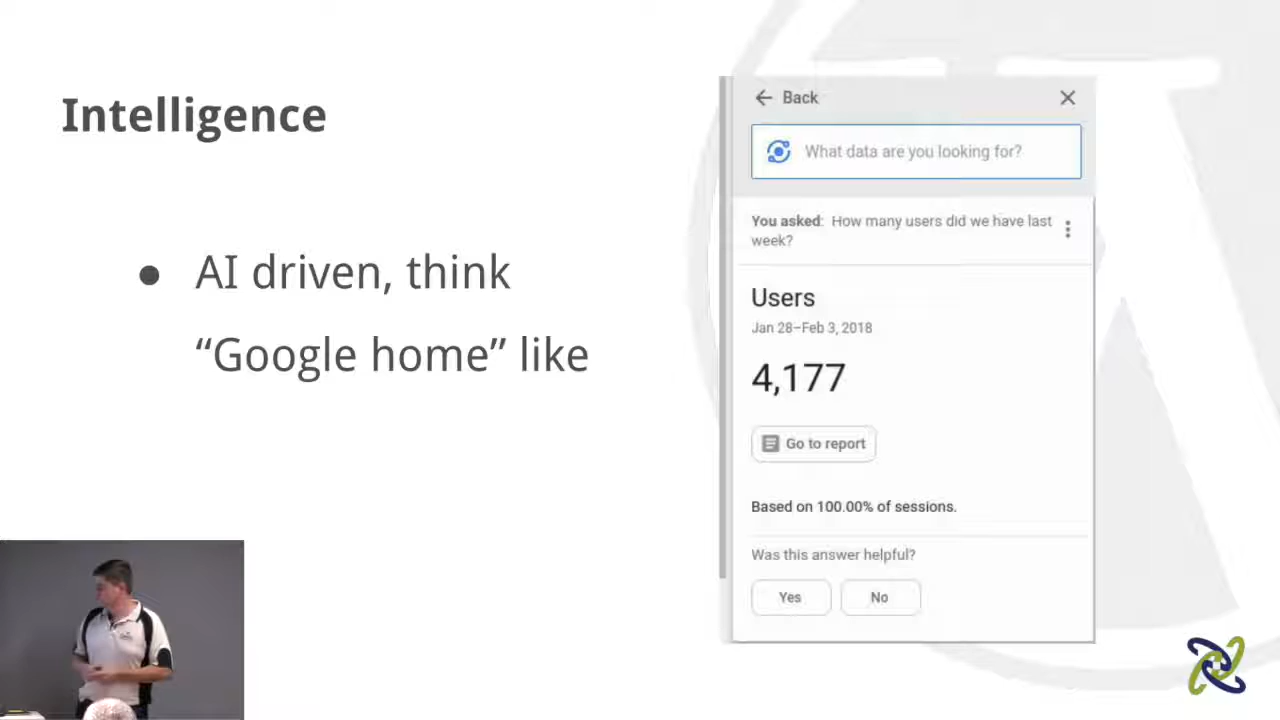 Intelligence
● AI driven, think
“Google home” like
Back
What data are you looking for?
You asked: How many users did we have last
week?
Users
Jan 28–Feb 3, 2018
4,177
Go to report
Based on 100.00% of sessions.
Was this answer helpful?
Yes
No